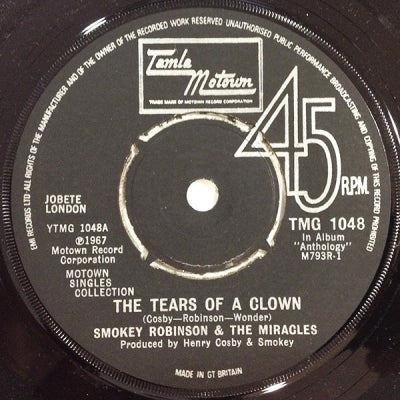 EMI RECORDS LTD·ALL RIGHTS OF THE MANUFACTURER AND OF THE OWNER OF THE RECORDED WORK RESERVED UNAUTHORISED PUBLIC PERFORMANCE BROADCASTING AND COPYING OF THIS RECORD PROHIBITED
Tamla
Motown
TRADE MARK OF MOTOWN RECORD CORPORATION
45
R.P.M.
JOBETE
LONDON
YTMG 1048A
℗1967
Motown Record
Corporation
MOTOWN
SINGLES
COLLECTION
TMG 1048
In Album
"Anthology"
M793R-1
THE TEARS OF A CLOWN
(Cosby—Robinson—Wonder)
SMOKEY ROBINSON & THE MIRACLES
Produced by Henry Cosby & Smokey
MADE IN GT BRITAIN